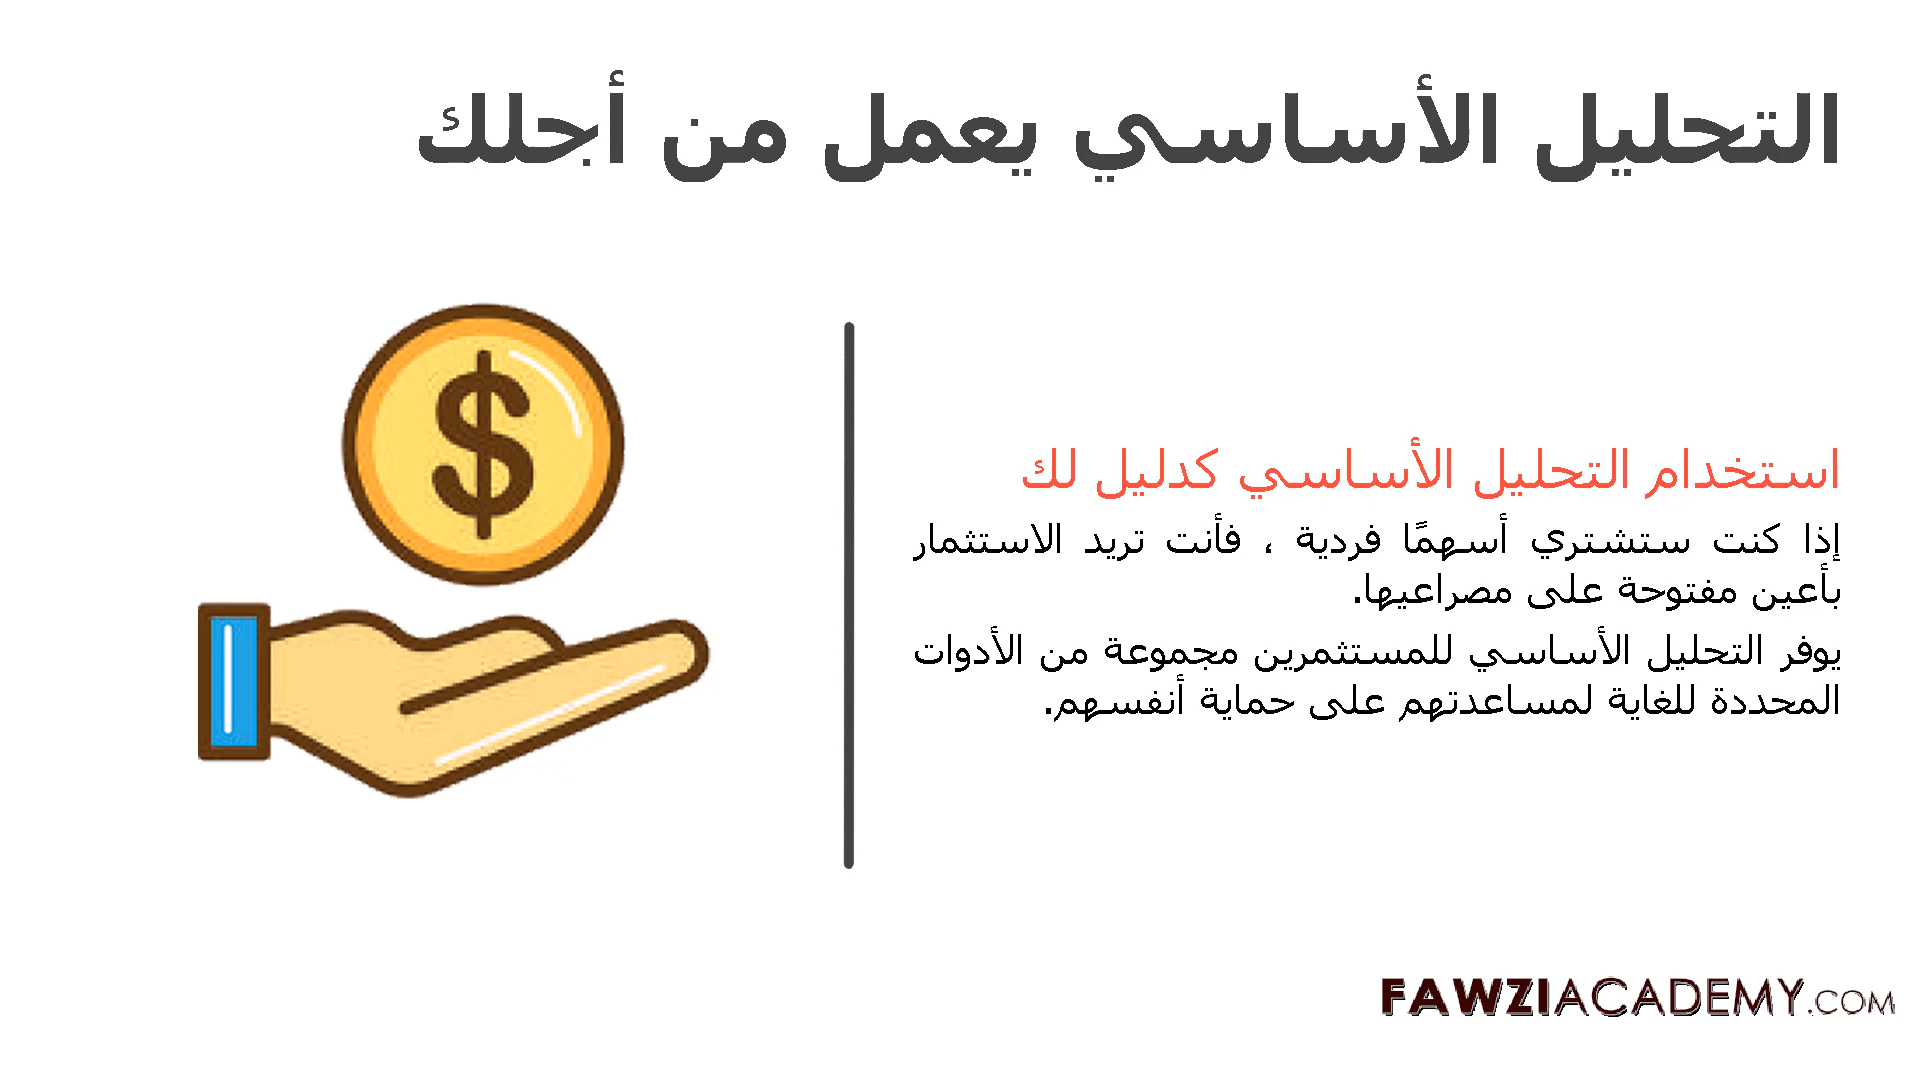 التحليل الأساسي يعمل من أجلك
استخدام التحليل الأساسي كدليل لك
إذا كنت ستشتري أسهمًا فردية ، فأنت تريد الاستثمار
بأعين مفتوحة على مصراعيها.
يوفر التحليل الأساسي للمستثمرين مجموعة من الأدوات
المحددة للغاية لمساعدتهم على حماية أنفسهم.
$
FAWZIACADEMY.COM